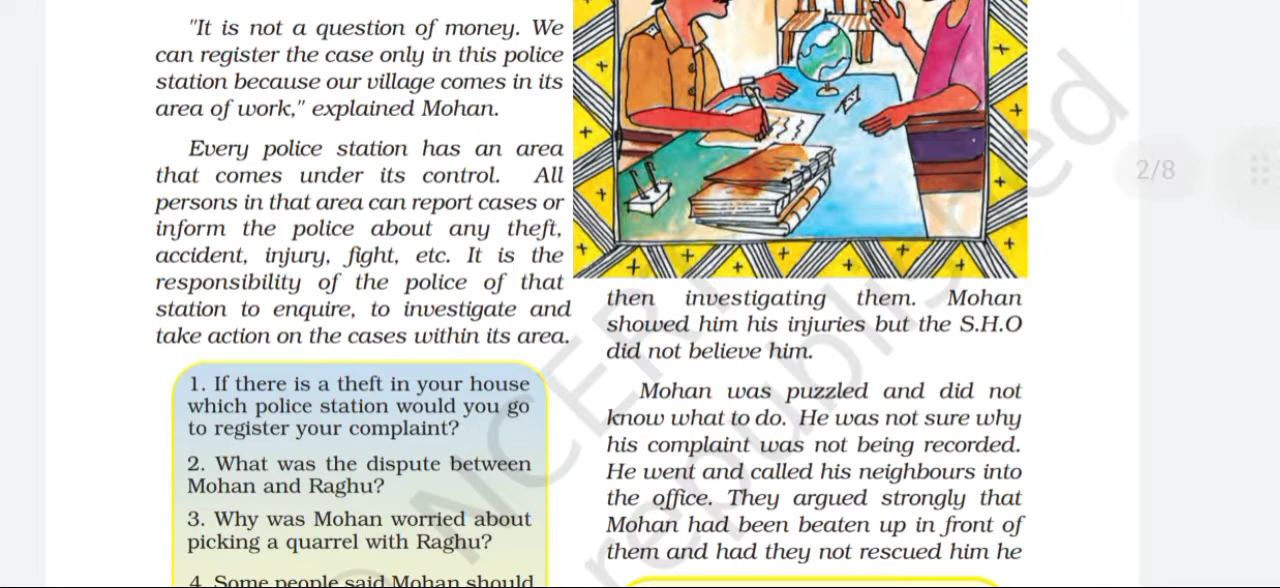 "It is not a question of money. We
can register the case only in this police
station because our village comes in its
area of work," explained Mohan.
Every police station has an area
that comes under its control. All
persons in that area can report cases or
inform the police about any theft,
accident, injury, fight, etc. It is the
responsibility of the police of that
station to enquire, to investigate and
take action on the cases within its area.
1. If there is a theft in your house
which police station would you go
to register your complaint?
2. What was the dispute between
Mohan and Raghu?
3. Why was Mohan worried about
picking a quarrel with Raghu?
4. Some people said Mohan should
then investigating them. Mohan
showed him his injuries but the S.H.O
did not believe him.
Mohan was puzzled and did not
know what to do. He was not sure why
his complaint was not being recorded.
He went and called his neighbours into
the office. They argued strongly that
Mohan had been beaten up in front of
them and had they not rescued him he
2/8
NCERT
republished